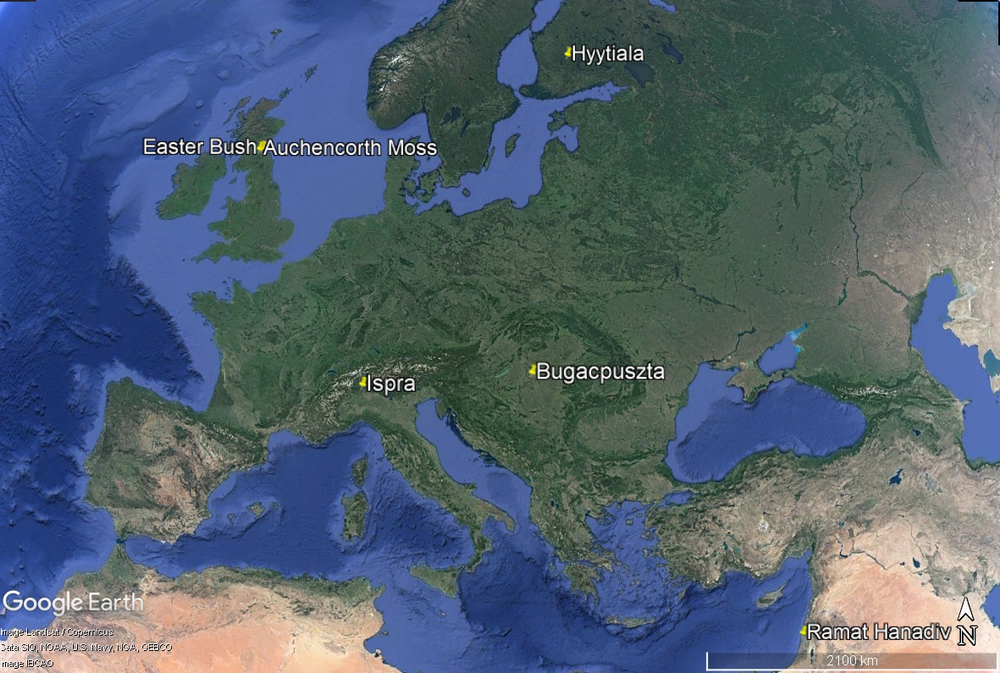 Hyytiala
Easter Bush Auchencorth Moss
Bugacpuszta
Ispra
Google Earth
Ramat Hanadiv
N
Image Landsat / Copernicus
Data SIO, NOAA, U.S. Navy, NGA, GEBCO
Image IBCAO
2100 km